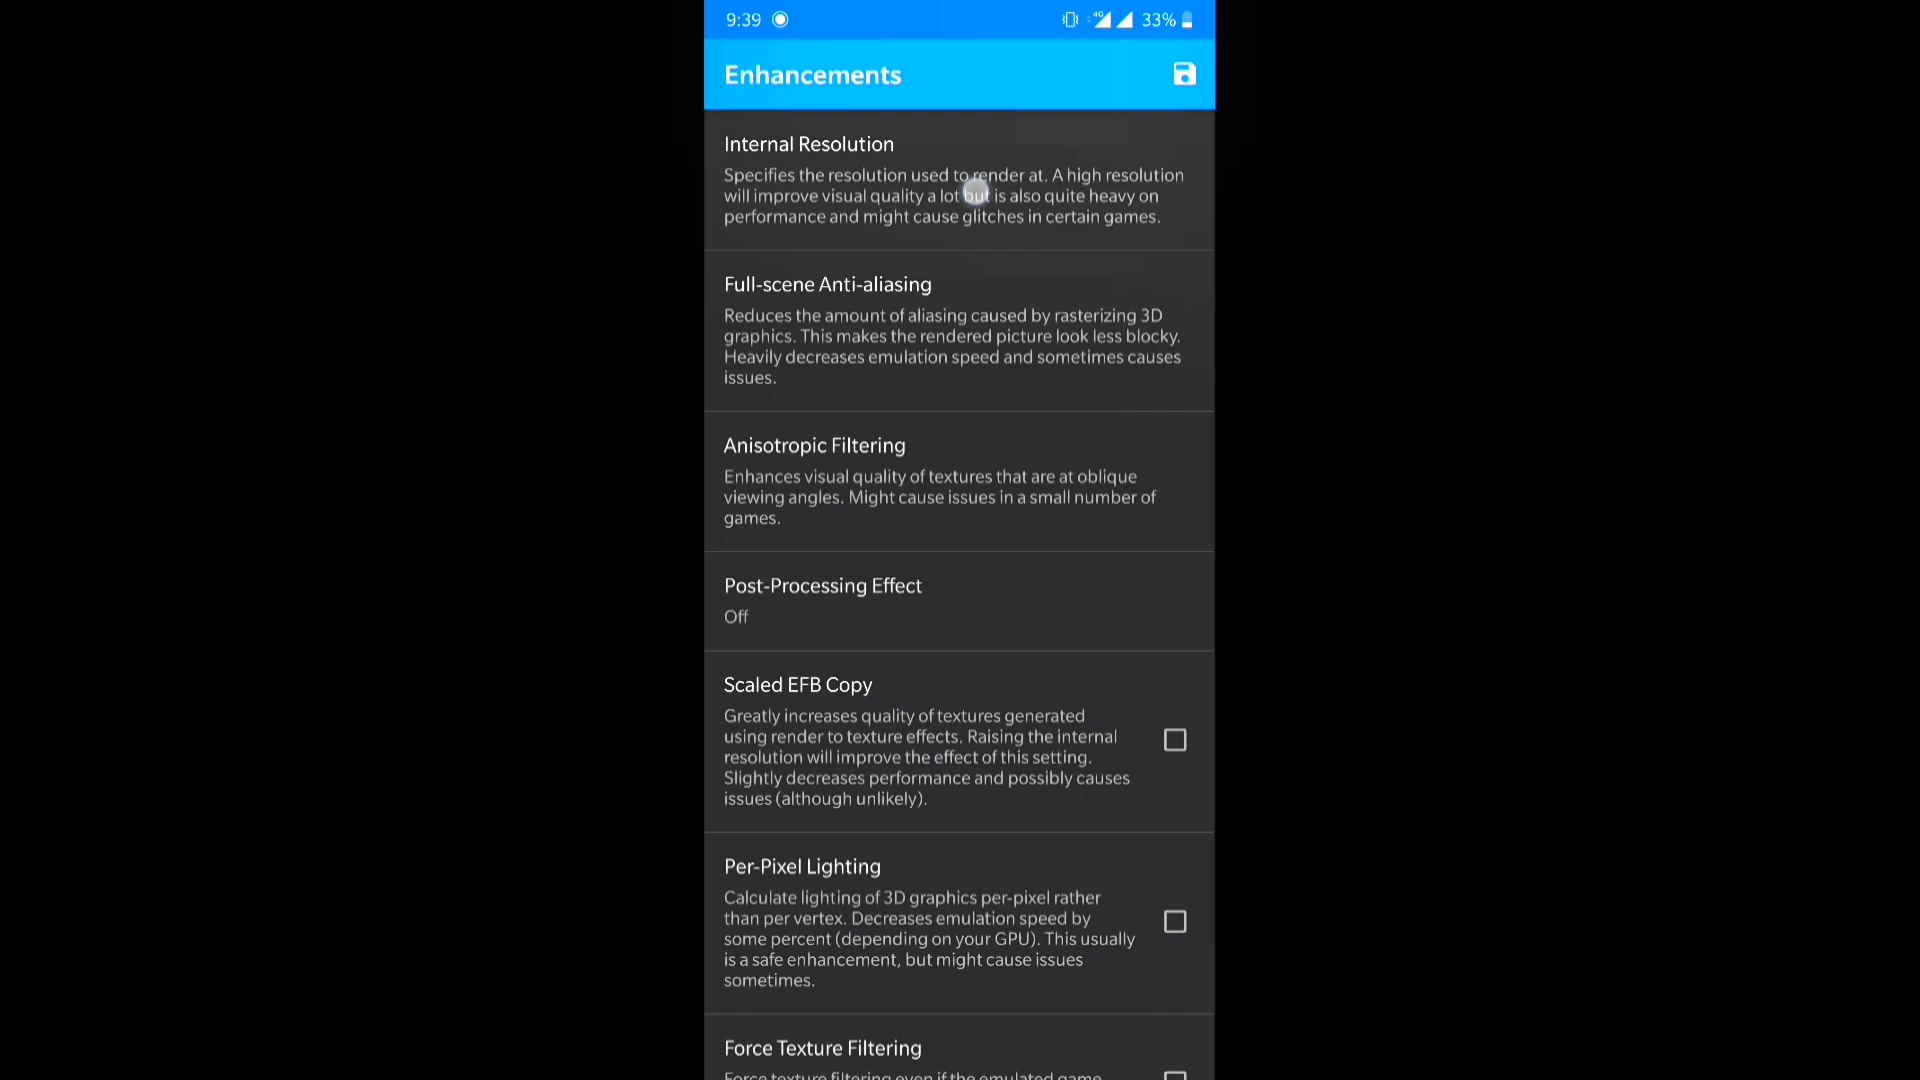 9:39
4G
33%
Enhancements
Internal Resolution
Specifies the resolution used to render at. A high resolution
will improve visual quality a lot but is also quite heavy on
performance and might cause glitches in certain games.
Full-scene Anti-aliasing
Reduces the amount of aliasing caused by rasterizing 3D
graphics. This makes the rendered picture look less blocky.
Heavily decreases emulation speed and sometimes causes
issues.
Anisotropic Filtering
Enhances visual quality of textures that are at oblique
viewing angles. Might cause issues in a small number of
games.
Post-Processing Effect
Off
Scaled EFB Copy
Greatly increases quality of textures generated
using render to texture effects. Raising the internal
resolution will improve the effect of this setting.
Slightly decreases performance and possibly causes
issues (although unlikely).
Per-Pixel Lighting
Calculate lighting of 3D graphics per-pixel rather
than per vertex. Decreases emulation speed by
some percent (depending on your GPU). This usually
is a safe enhancement, but might cause issues
sometimes.
Force Texture Filtering
Force texture filtering even if the emulated game